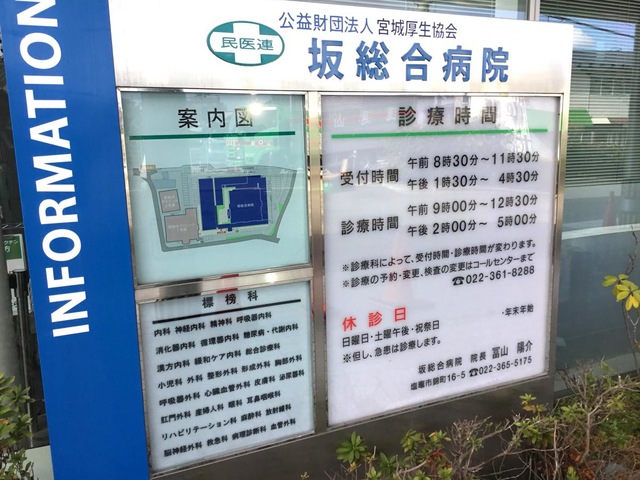 INFORMATION
民医連
公益財団法人 宮城厚生協会
坂総合病院
案内図
標榜科
内科 神経内科 精神科 呼吸器内科
消化器内科 循環器内科 糖尿病・代謝内科
漢方内科 緩和ケア内科 総合診療科
小児科 外科 整形外科 形成外科 胸部外科
呼吸器外科 心臓血管外科 皮膚科 泌尿器科
肛門外科 産婦人科 眼科 耳鼻咽喉科
リハビリテーション科 麻酔科 放射線科
脳神経外科 救急科 病理診断科 血管外科
診療時間
受付時間 午前 8時30分～11時30分
午後 1時30分～ 4時30分
診療時間 午前 9時00分～12時30分
午後 2時00分～ 5時00分
※診療科によって、受付時間・診療時間が変わります。
※診療の予約・変更、検査の変更はコールセンターまで
☎022-361-8288
休診日
日曜日・土曜午後・祝祭日 ・年末年始
※但し、急患は診療します。
坂総合病院 院長 冨山 陽介
塩竈市錦町16-5 ☎022-365-5175